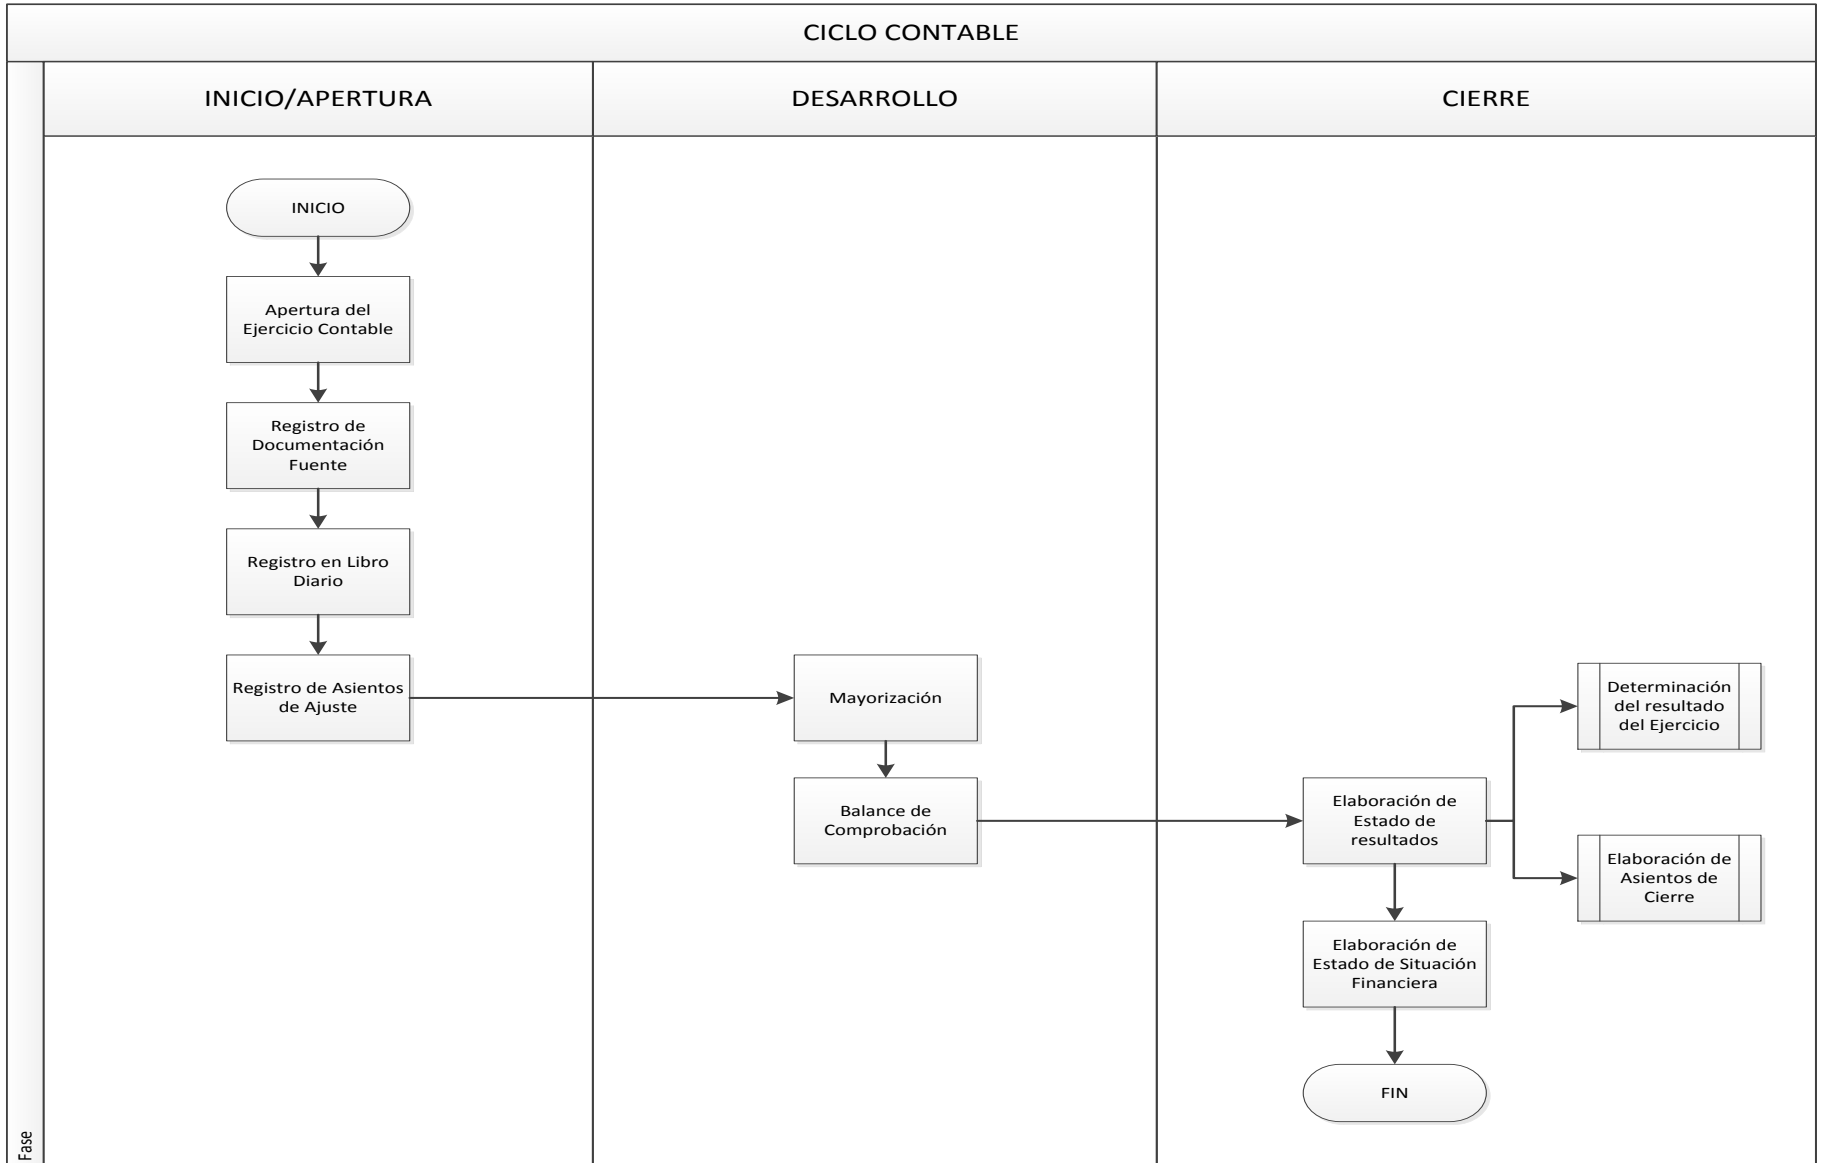 CICLO CONTABLE
INICIO/APERTURA
DESARROLLO
CIERRE
INICIO
Apertura del
Ejercicio Contable
Registro de
Documentación
Fuente
Registro en Libro
Diario
Registro de Asientos
de Ajuste
Mayorización
Balance de
Comprobación
Elaboración de
Estado de
resultados
Determinación
del resultado
del Ejercicio
Elaboración de
Asientos de
Cierre
Elaboración de
Estado de Situación
Financiera
FIN
Fase